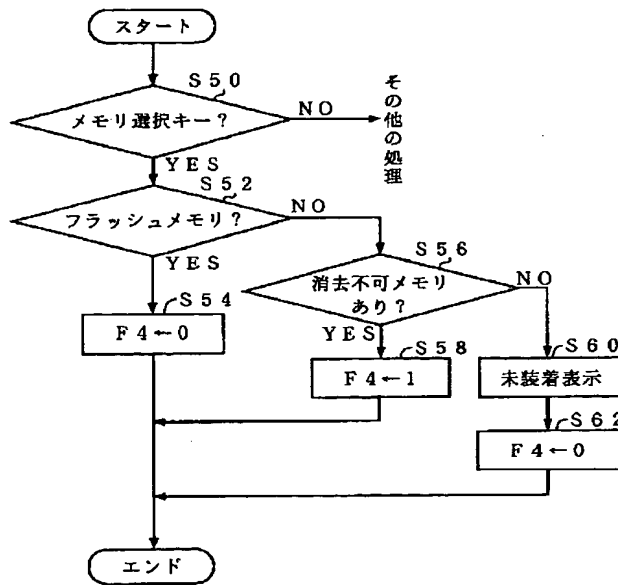 スタート
S50
メモリ選択キー？
NO
その他の処理
YES
S52
フラッシュメモリ？
NO
YES
S56
消去不可メモリ
あり？
NO
YES
S54
F4←0
S58
F4←1
S60
未装着表示
S62
F4←0
エンド